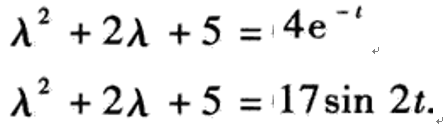 λ² + 2λ + 5 = 4e⁻ᵗ
λ² + 2λ + 5 = 17sin 2t.